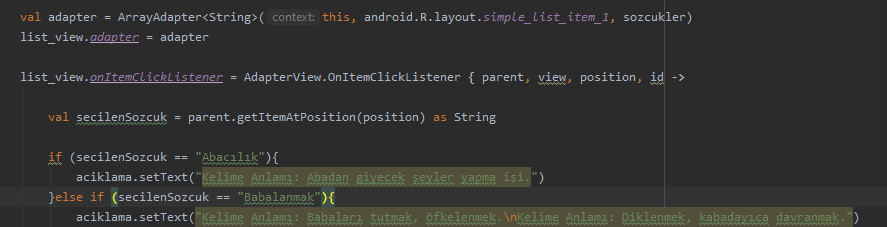 val adapter = ArrayAdapter<String>( context: this, android.R.layout.simple_list_item_1, sozcukler)
list_view.adapter = adapter
list_view.onItemClickListener = AdapterView.OnItemClickListener { parent, view, position, id ->
val secilenSozcuk = parent.getItemAtPosition(position) as String
if (secilenSozcuk == "Abacılık"){
aciklama.setText("Kelime Anlamı: Abadan giyecek şeyler yapma işi.")
}else if (secilenSozcuk == "Babalanmak"){
aciklama.setText("Kelime Anlamı: Babaları tutmak, öfkelenmek.\nKelime Anlamı: Diklenmek, kabadayıca davranmak.")